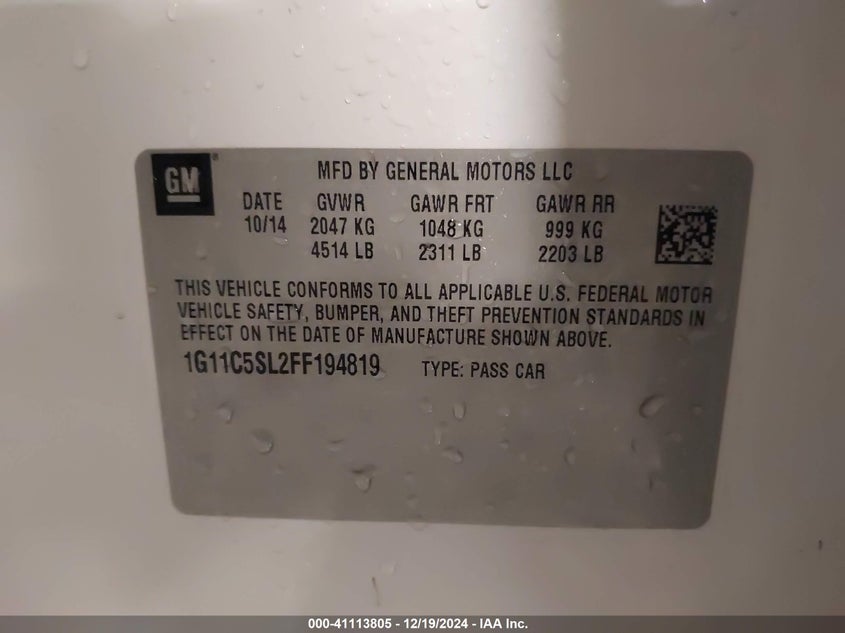 GM®
MFD BY GENERAL MOTORS LLC
DATE GVWR GAWR FRT GAWR RR
10/14 2047 KG 1048 KG 999 KG
4514 LB 2311 LB 2203 LB
THIS VEHICLE CONFORMS TO ALL APPLICABLE U.S. FEDERAL MOTOR
VEHICLE SAFETY, BUMPER, AND THEFT PREVENTION STANDARDS IN
EFFECT ON THE DATE OF MANUFACTURE SHOWN ABOVE.
1G11C5SL2FF194819 TYPE: PASS CAR
000-41113805 - 12/19/2024 - IAA Inc.